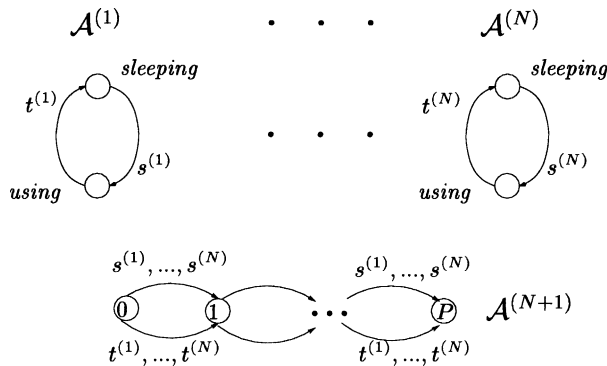 𝒜^(1) . . . 𝒜^(N)
sleeping sleeping
t^(1) t^(N)
. . .
s^(1) s^(N)
using using
s^(1), ..., s^(N) s^(1), ..., s^(N)
0 1 ... P 𝒜^(N+1)
t^(1), ..., t^(N) t^(1), ..., t^(N)